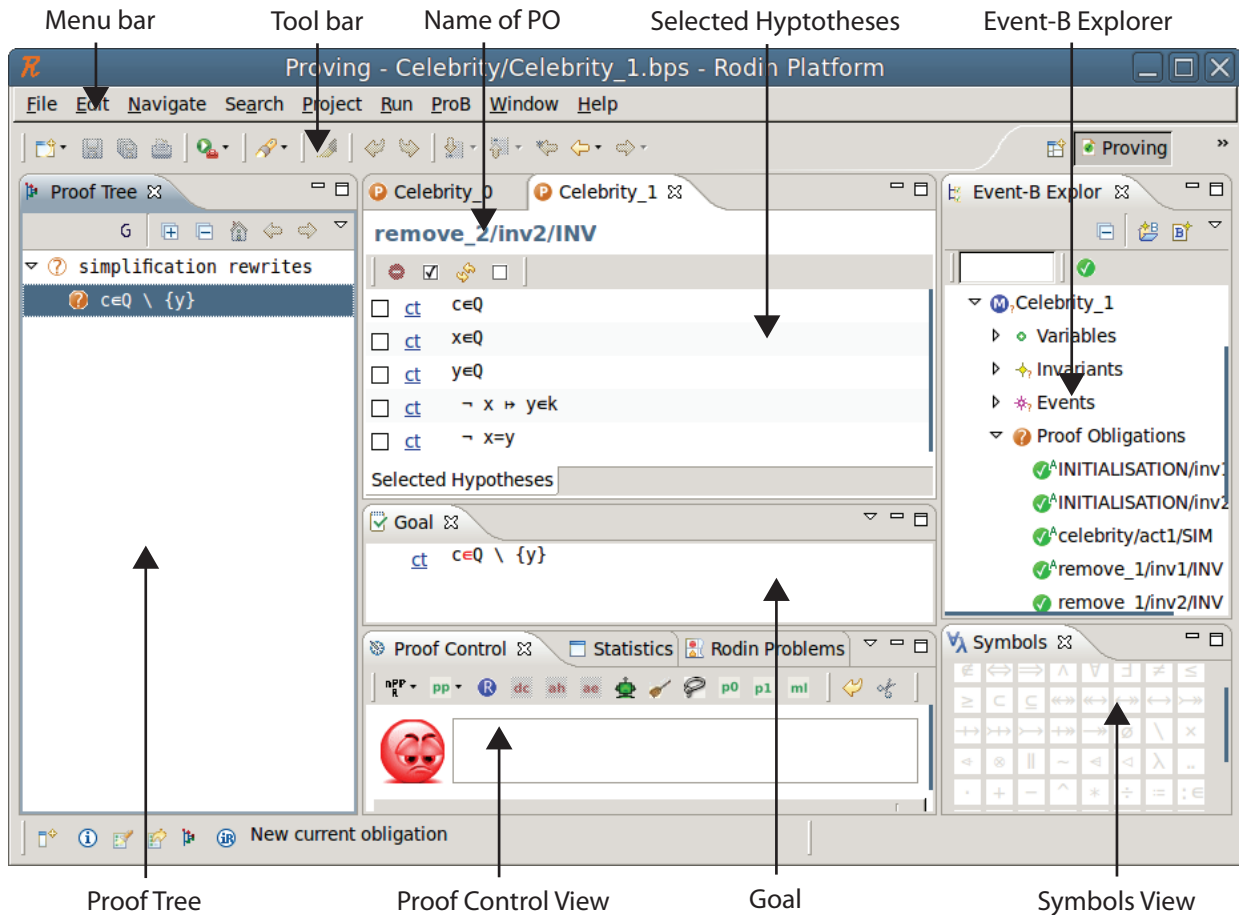 Menu bar
Tool bar
Name of PO
Selected Hyptotheses
Event-B Explorer
Proving - Celebrity/Celebrity_1.bps - Rodin Platform
File Edit Navigate Search Project Run ProB Window Help
Proving »
Proof Tree
Celebrity_0
Celebrity_1
Event-B Explor
G
remove_2/inv2/INV
simplification rewrites
c∈Q \ {y}
ct c∈Q
ct x∈Q
ct y∈Q
ct ¬ x ↦ y∈k
ct ¬ x=y
Selected Hypotheses
Celebrity_1
Variables
Invariants
Events
Proof Obligations
A INITIALISATION/inv1
A INITIALISATION/inv2
A celebrity/act1/SIM
A remove_1/inv1/INV
remove_1/inv2/INV
Goal
ct c∈Q \ {y}
Proof Control
Statistics
Rodin Problems
nPP R pp R dc ah ae p0 p1 ml
Symbols
∉ ⇔ ⇒ ∧ ∀ ∃ ≠ ≤
≥ ⊂ ⊆
∅ \ ×
⊗ ∥ ~ ⩤ ◁ λ ‥
· + − ^ ∗ ÷ ≔ :∈
New current obligation
Proof Tree
Proof Control View
Goal
Symbols View